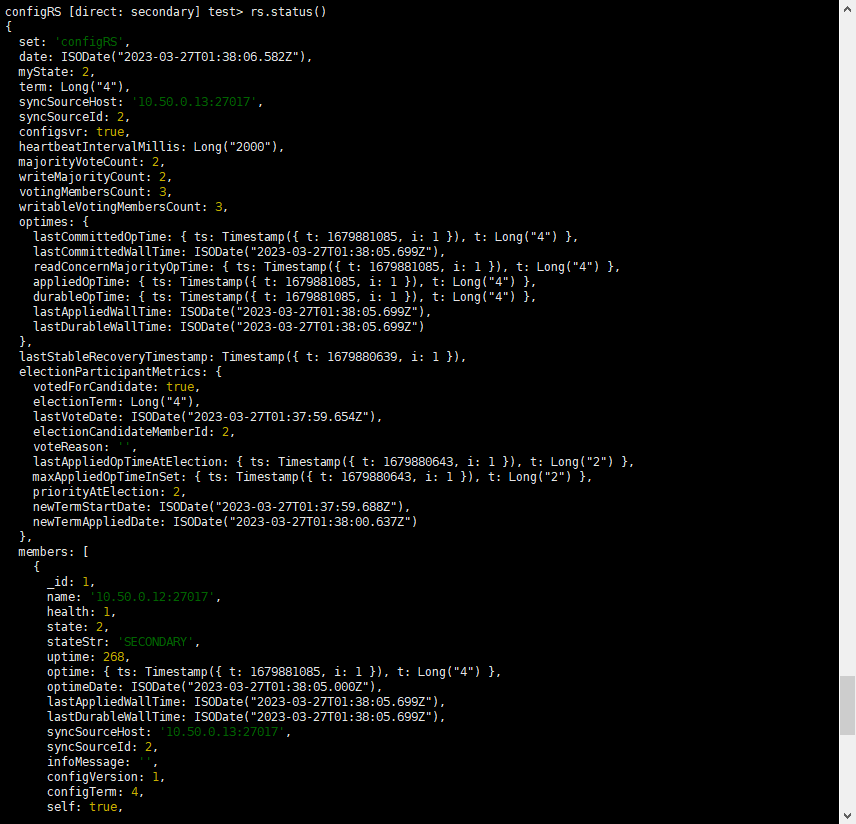 configRS [direct: secondary] test> rs.status()
{
  set: 'configRS',
  date: ISODate("2023-03-27T01:38:06.582Z"),
  myState: 2,
  term: Long("4"),
  syncSourceHost: '10.50.0.13:27017',
  syncSourceId: 2,
  configsvr: true,
  heartbeatIntervalMillis: Long("2000"),
  majorityVoteCount: 2,
  writeMajorityCount: 2,
  votingMembersCount: 3,
  writableVotingMembersCount: 3,
  optimes: {
    lastCommittedOpTime: { ts: Timestamp({ t: 1679881085, i: 1 }), t: Long("4") },
    lastCommittedWallTime: ISODate("2023-03-27T01:38:05.699Z"),
    readConcernMajorityOpTime: { ts: Timestamp({ t: 1679881085, i: 1 }), t: Long("4") },
    appliedOpTime: { ts: Timestamp({ t: 1679881085, i: 1 }), t: Long("4") },
    durableOpTime: { ts: Timestamp({ t: 1679881085, i: 1 }), t: Long("4") },
    lastAppliedWallTime: ISODate("2023-03-27T01:38:05.699Z"),
    lastDurableWallTime: ISODate("2023-03-27T01:38:05.699Z")
  },
  lastStableRecoveryTimestamp: Timestamp({ t: 1679880639, i: 1 }),
  electionParticipantMetrics: {
    votedForCandidate: true,
    electionTerm: Long("4"),
    lastVoteDate: ISODate("2023-03-27T01:37:59.654Z"),
    electionCandidateMemberId: 2,
    voteReason: '',
    lastAppliedOpTimeAtElection: { ts: Timestamp({ t: 1679880643, i: 1 }), t: Long("2") },
    maxAppliedOpTimeInSet: { ts: Timestamp({ t: 1679880643, i: 1 }), t: Long("2") },
    priorityAtElection: 2,
    newTermStartDate: ISODate("2023-03-27T01:37:59.688Z"),
    newTermAppliedDate: ISODate("2023-03-27T01:38:00.637Z")
  },
  members: [
    {
      _id: 1,
      name: '10.50.0.12:27017',
      health: 1,
      state: 2,
      stateStr: 'SECONDARY',
      uptime: 268,
      optime: { ts: Timestamp({ t: 1679881085, i: 1 }), t: Long("4") },
      optimeDate: ISODate("2023-03-27T01:38:05.000Z"),
      lastAppliedWallTime: ISODate("2023-03-27T01:38:05.699Z"),
      lastDurableWallTime: ISODate("2023-03-27T01:38:05.699Z"),
      syncSourceHost: '10.50.0.13:27017',
      syncSourceId: 2,
      infoMessage: '',
      configVersion: 1,
      configTerm: 4,
      self: true,